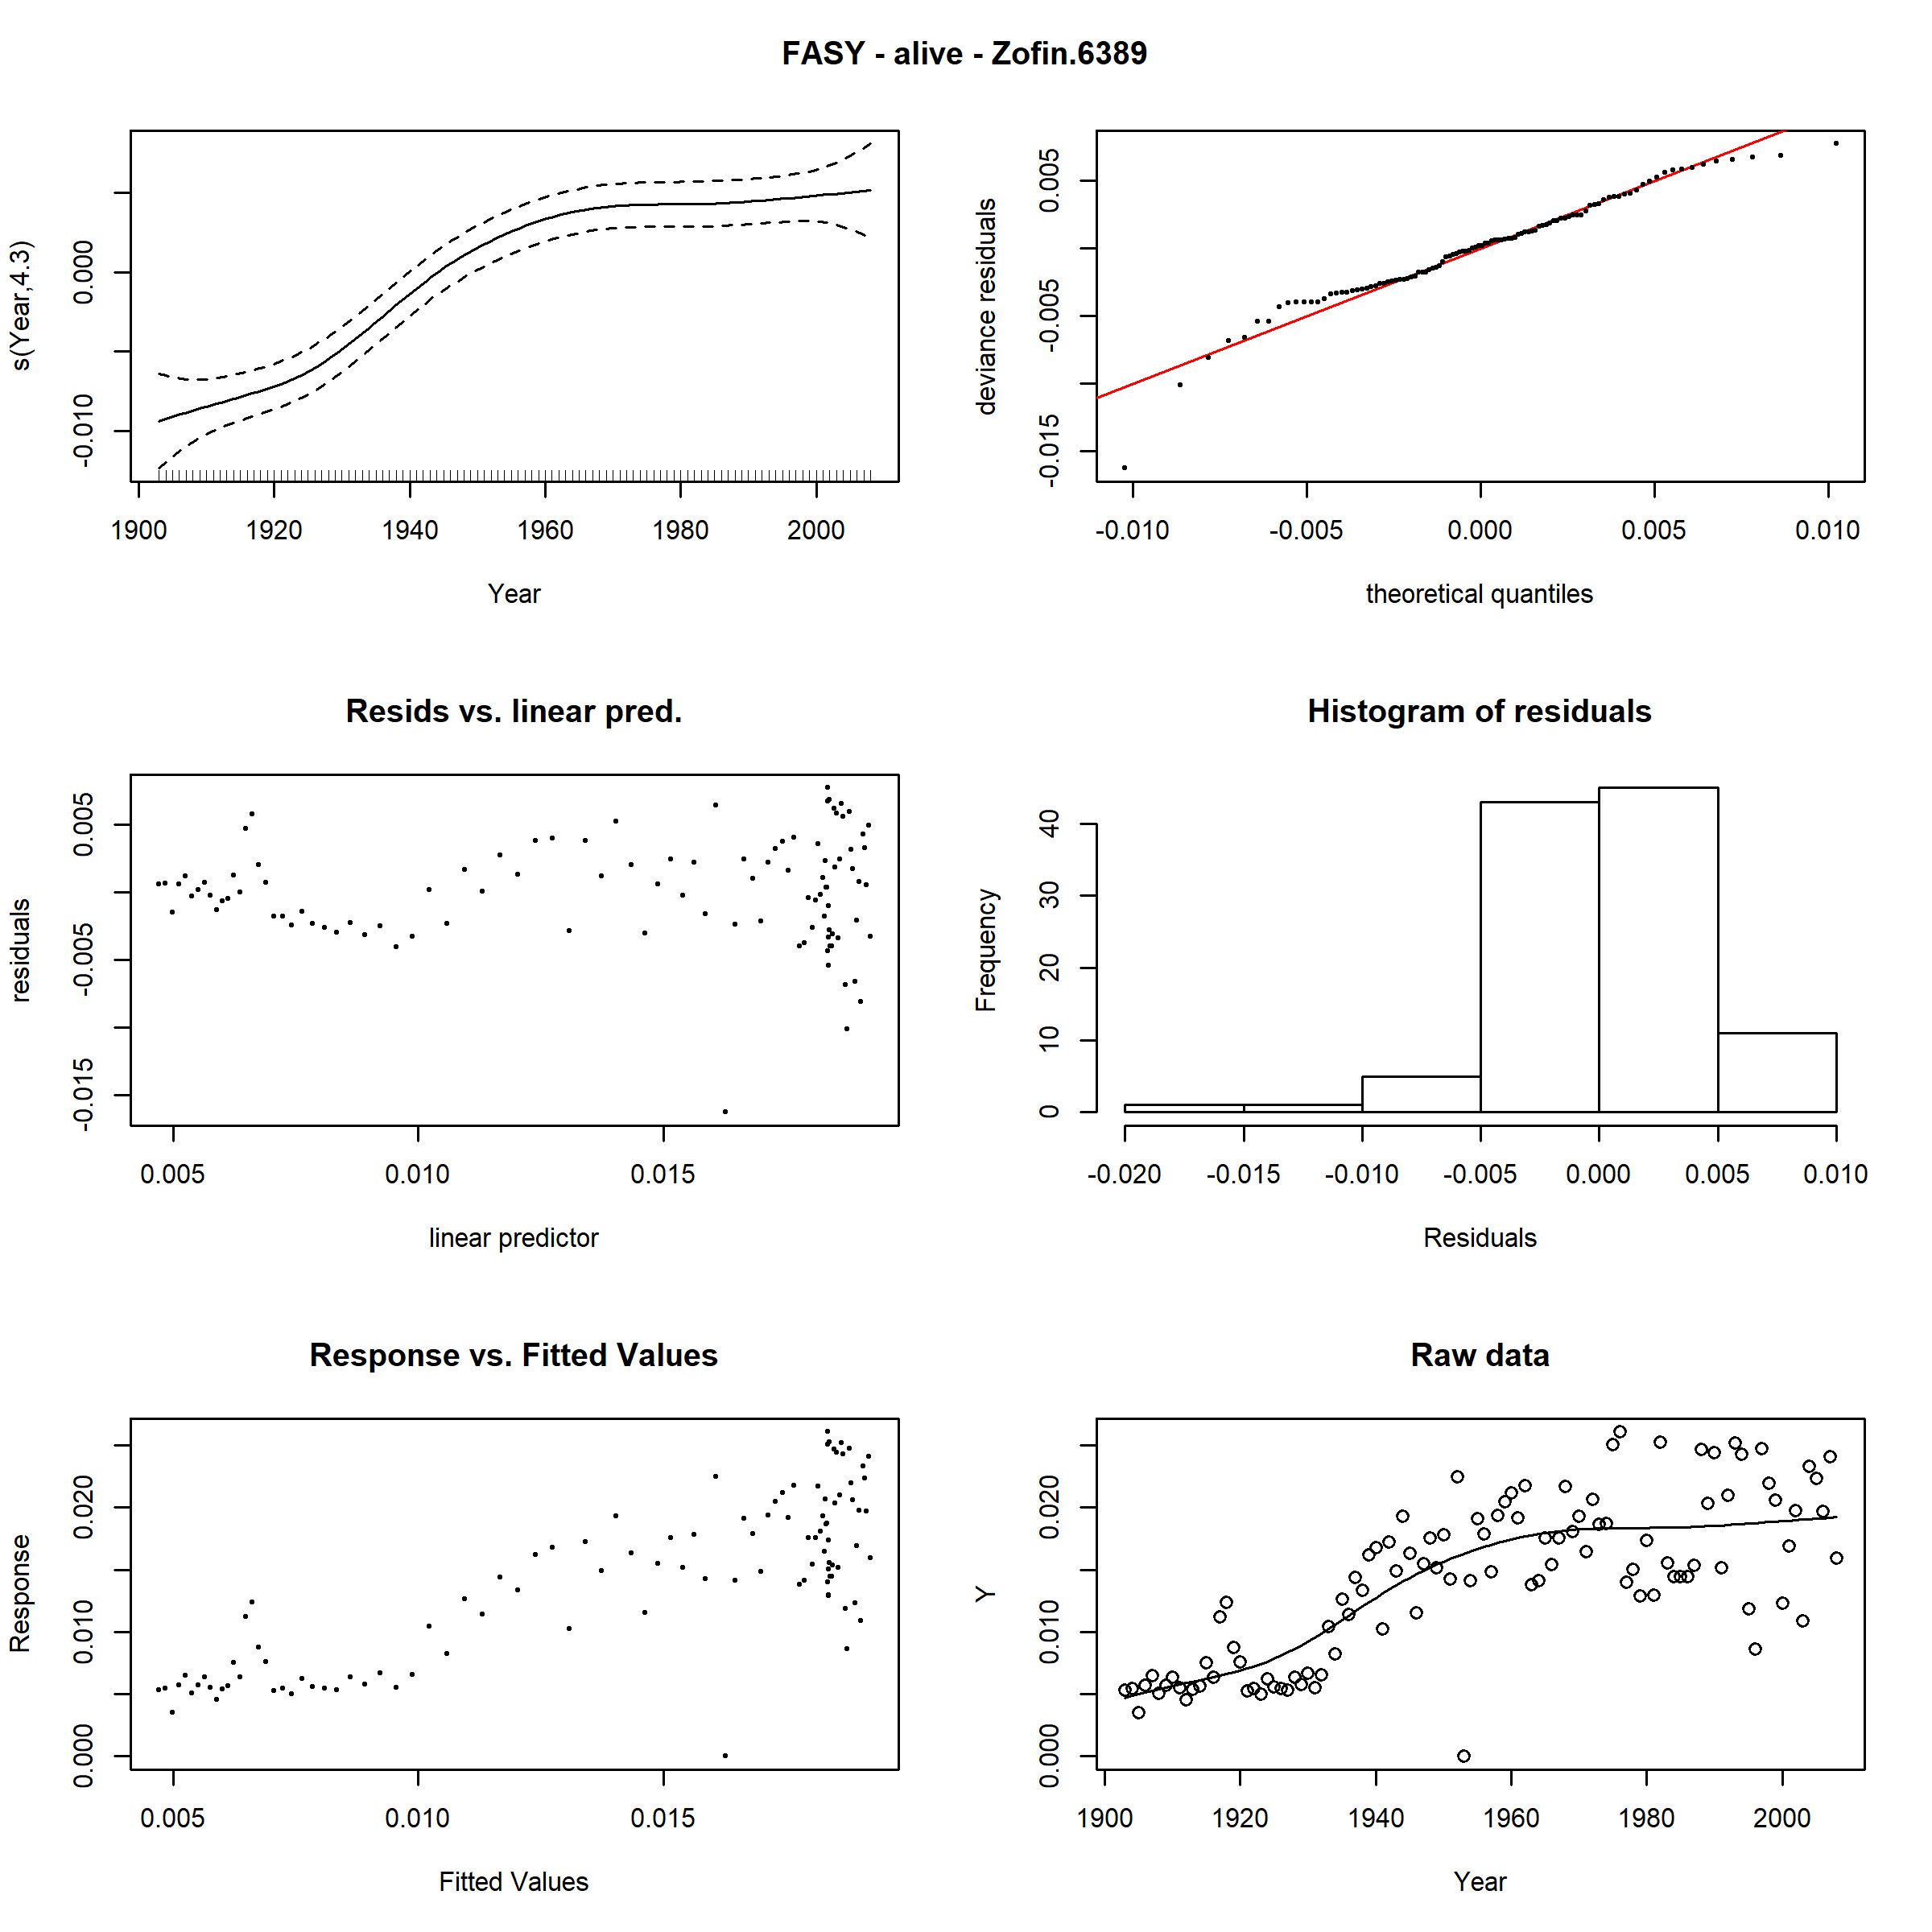 FASY - alive - Zofin.6389
s(Year,4.3)
-0.010
0.000
1900
1920
1940
1960
1980
2000
Year
deviance residuals
-0.015
-0.005
0.005
-0.010
-0.005
0.000
0.005
0.010
theoretical quantiles
Resids vs. linear pred.
residuals
-0.015
-0.005
0.005
0.005
0.010
0.015
linear predictor
Histogram of residuals
Frequency
0
10
20
30
40
-0.020
-0.015
-0.010
-0.005
0.000
0.005
0.010
Residuals
Response vs. Fitted Values
Response
0.000
0.010
0.020
0.005
0.010
0.015
Fitted Values
Raw data
Y
0.000
0.010
0.020
1900
1920
1940
1960
1980
2000
Year